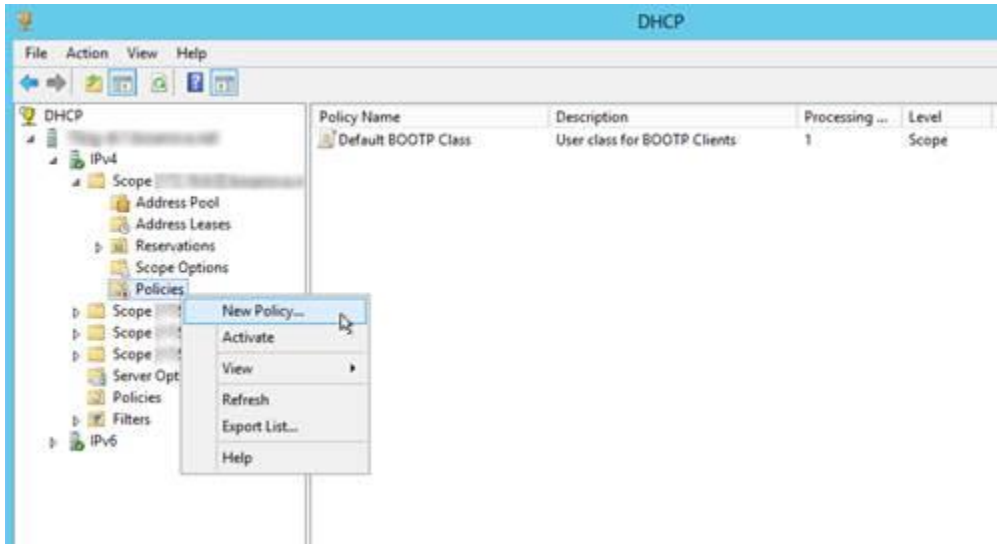 DHCP
File Action View Help
DHCP
Policy Name Description Processing ... Level
Default BOOTP Class User class for BOOTP Clients 1 Scope
IPv4
Scope
Address Pool
Address Leases
Reservations
Scope Options
Policies
Scope
Scope
Scope
Server Opt
Policies
Filters
IPv6
New Policy...
Activate
View
Refresh
Export List...
Help